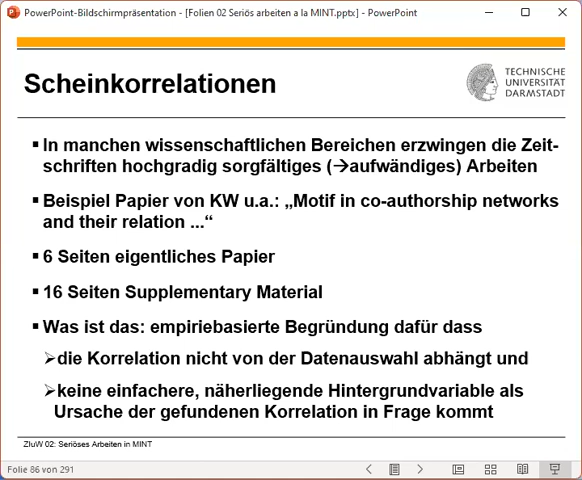 PowerPoint-Bildschirmpräsentation - [Folien 02 Seriös arbeiten a la MINT.pptx] - PowerPoint
Scheinkorrelationen
TECHNISCHE
UNIVERSITÄT
DARMSTADT
▪ In manchen wissenschaftlichen Bereichen erzwingen die Zeit-
schriften hochgradig sorgfältiges (→aufwändiges) Arbeiten
▪ Beispiel Papier von KW u.a.: „Motif in co-authorship networks
and their relation ...“
▪ 6 Seiten eigentliches Papier
▪ 16 Seiten Supplementary Material
▪ Was ist das: empiriebasierte Begründung dafür dass
➢die Korrelation nicht von der Datenauswahl abhängt und
➢keine einfachere, näherliegende Hintergrundvariable als
Ursache der gefundenen Korrelation in Frage kommt
ZIuW 02: Seriöses Arbeiten in MINT
Folie 86 von 291